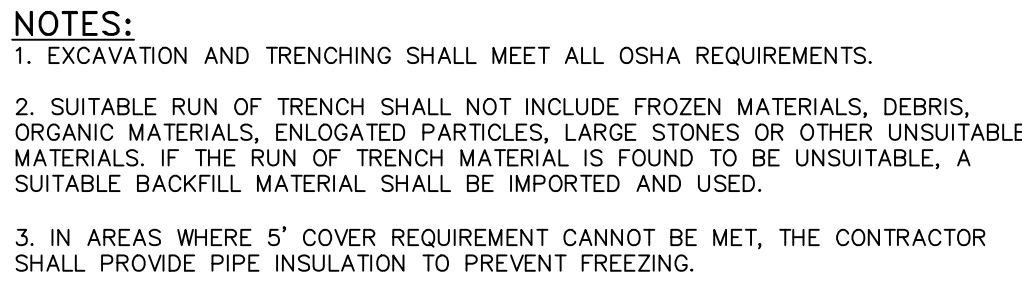 NOTES:
1. EXCAVATION AND TRENCHING SHALL MEET ALL OSHA REQUIREMENTS.
2. SUITABLE RUN OF TRENCH SHALL NOT INCLUDE FROZEN MATERIALS, DEBRIS,
ORGANIC MATERIALS, ENLOGATED PARTICLES, LARGE STONES OR OTHER UNSUITABLE
MATERIALS. IF THE RUN OF TRENCH MATERIAL IS FOUND TO BE UNSUITABLE, A
SUITABLE BACKFILL MATERIAL SHALL BE IMPORTED AND USED.
3. IN AREAS WHERE 5' COVER REQUIREMENT CANNOT BE MET, THE CONTRACTOR
SHALL PROVIDE PIPE INSULATION TO PREVENT FREEZING.